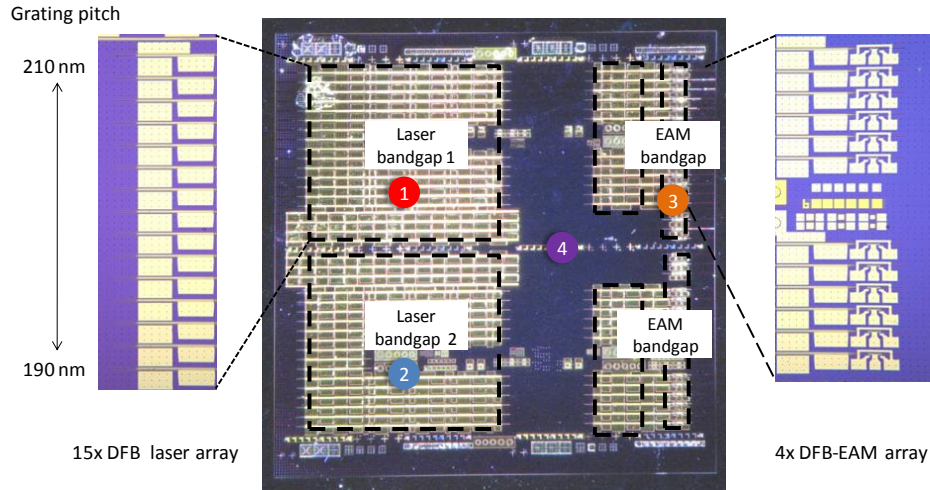 Grating pitch
210 nm
190 nm
15x DFB laser array
Laser
bandgap 1
1
Laser
bandgap 2
2
EAM
bandgap
3
4
EAM
bandgap
4x DFB-EAM array